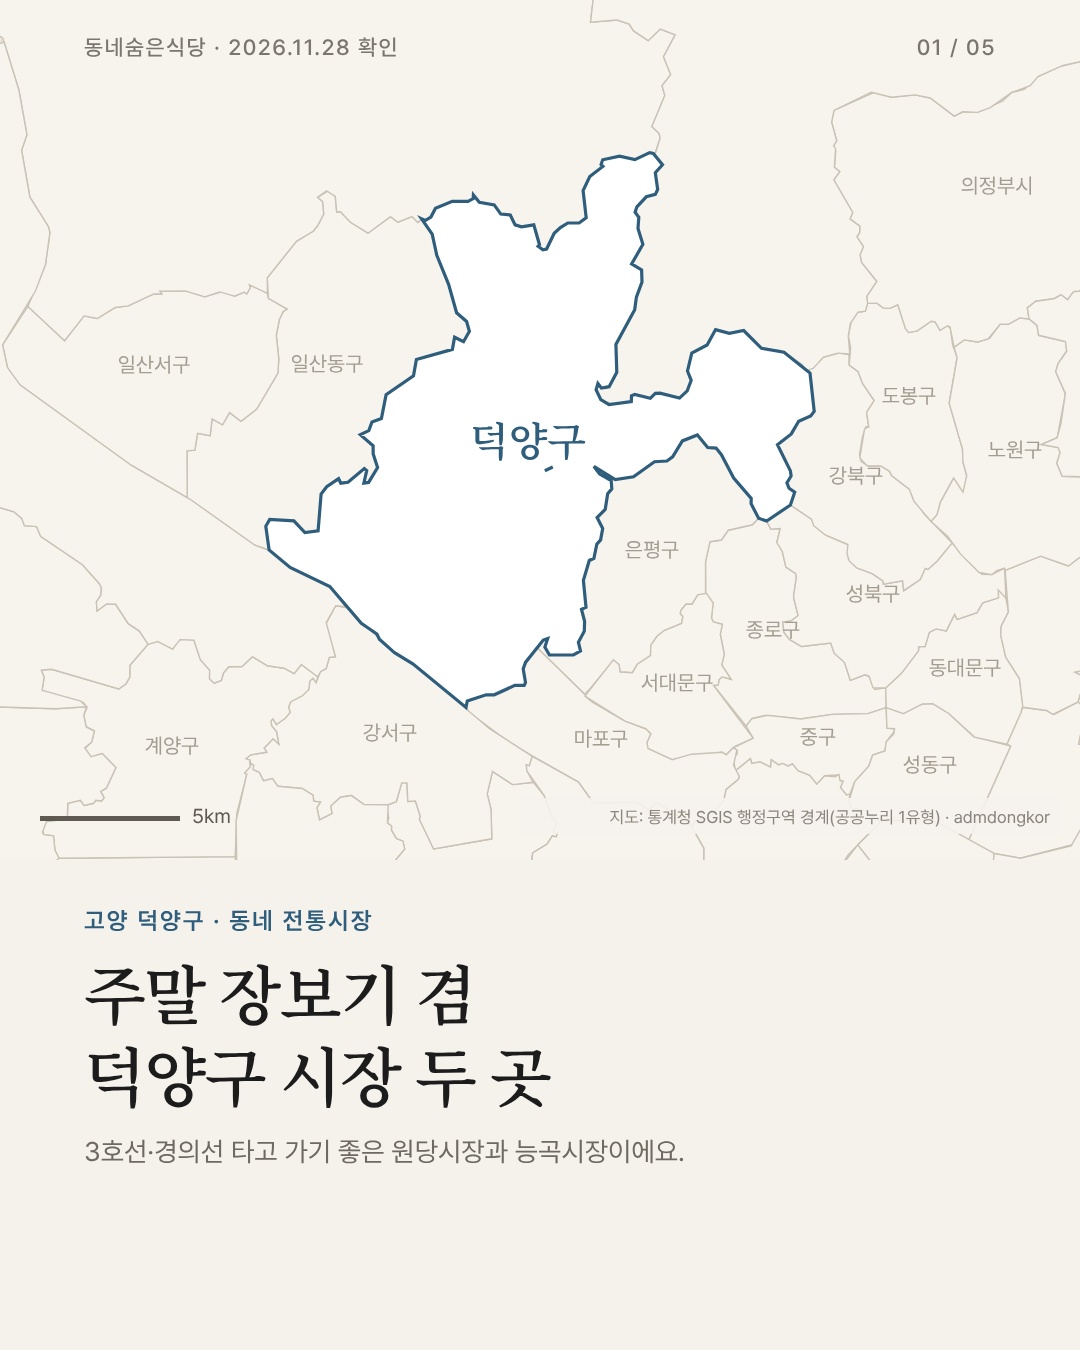 동네숨은식당 · 2026.11.28 확인
01 / 05
의정부시
일산서구
일산동구
도봉구
덕양구
노원구
강북구
은평구
성북구
종로구
동대문구
서대문구
강서구
마포구
중구
계양구
성동구
5km
지도: 통계청 SGIS 행정구역 경계(공공누리 1유형) · admdongkor
고양 덕양구 · 동네 전통시장
주말 장보기 겸
덕양구 시장 두 곳
3호선·경의선 타고 가기 좋은 원당시장과 능곡시장이에요.